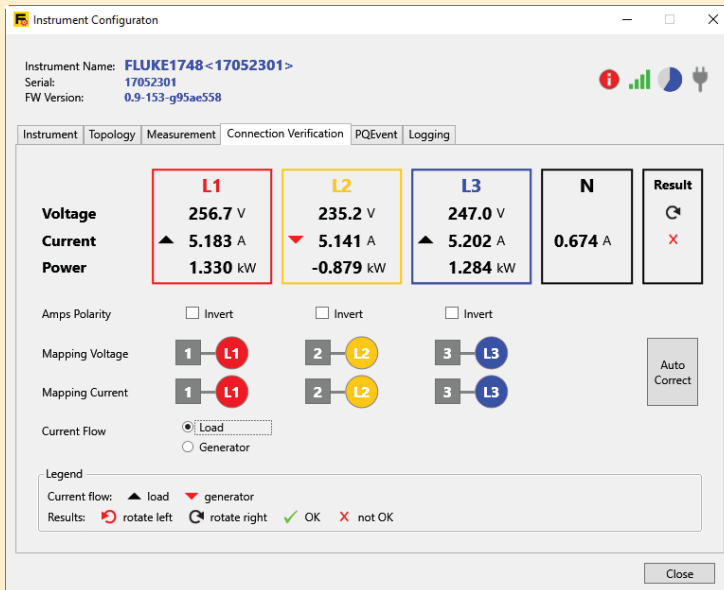 Instrument Configuraton
Instrument Name: FLUKE1748<17052301>
Serial: 17052301
FW Version: 0.9-153-g95ae558
Instrument Topology Measurement Connection Verification PQEvent Logging
L1 L2 L3 N Result
Voltage 256.7 V 235.2 V 247.0 V
Current 5.183 A 5.141 A 5.202 A 0.674 A
Power 1.330 kW -0.879 kW 1.284 kW
Amps Polarity Invert Invert Invert
Mapping Voltage 1 L1 2 L2 3 L3
Mapping Current 1 L1 2 L2 3 L3
Auto
Correct
Current Flow Load
Generator
Legend
Current flow: load generator
Results: rotate left rotate right OK not OK
Close